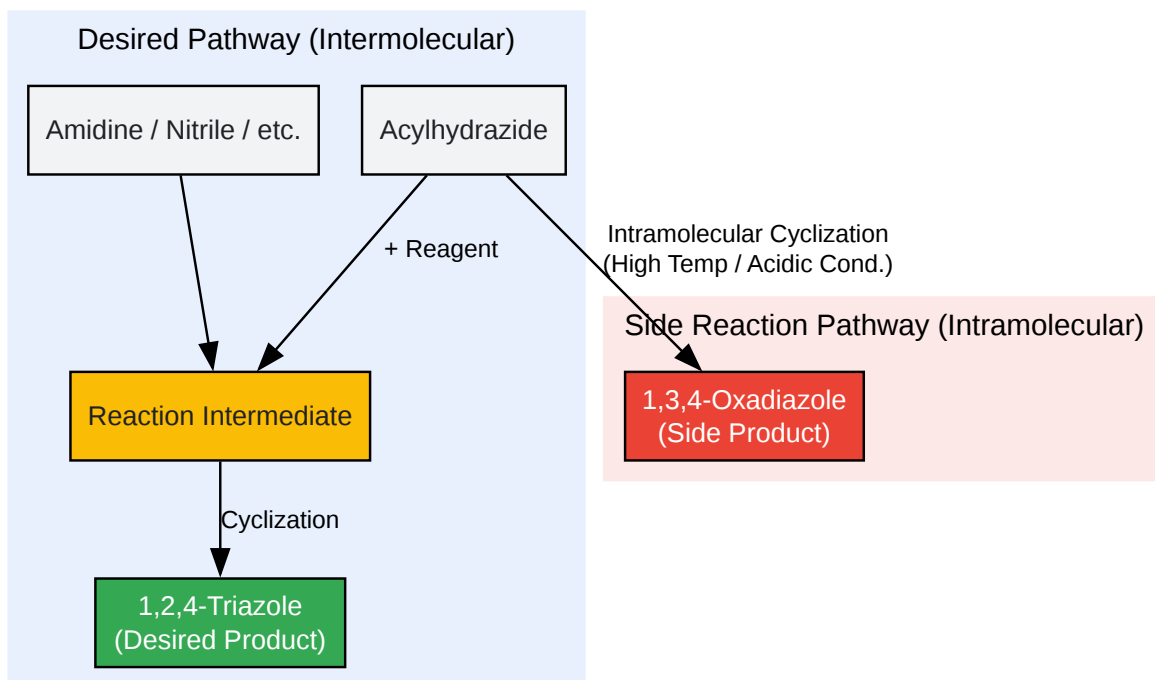 Desired Pathway (Intermolecular)
Amidine / Nitrile / etc.
Acylhydrazide
+ Reagent
Intramolecular Cyclization
(High Temp / Acidic Cond.)
Side Reaction Pathway (Intramolecular)
Reaction Intermediate
1,3,4-Oxadiazole
(Side Product)
Cyclization
1,2,4-Triazole
(Desired Product)